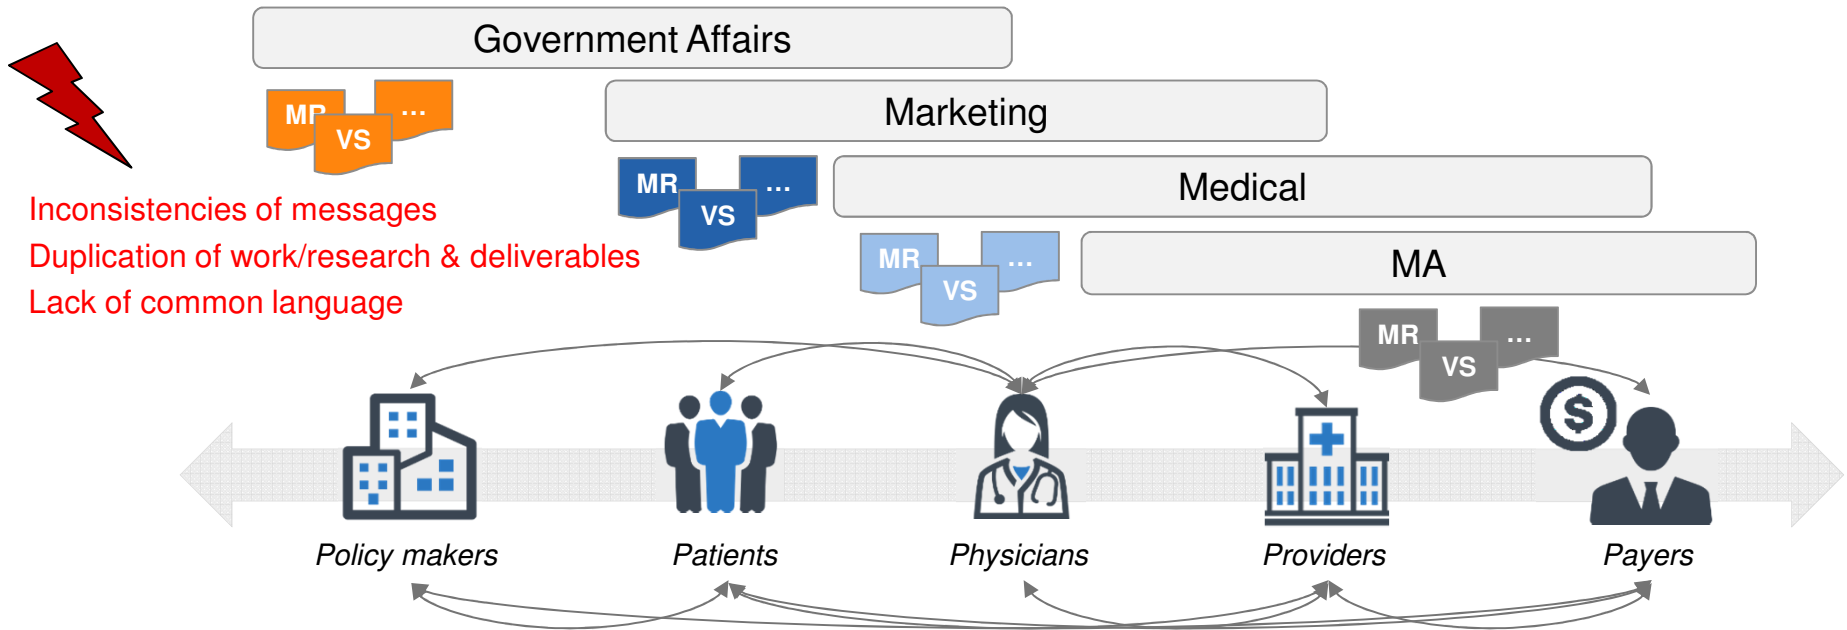 Government Affairs
MR
VS
...
Marketing
MR
VS
...
Medical
MR
VS
...
MA
MR
VS
...
Inconsistencies of messages
Duplication of work/research & deliverables
Lack of common language
$
Policy makers
Patients
Physicians
Providers
Payers